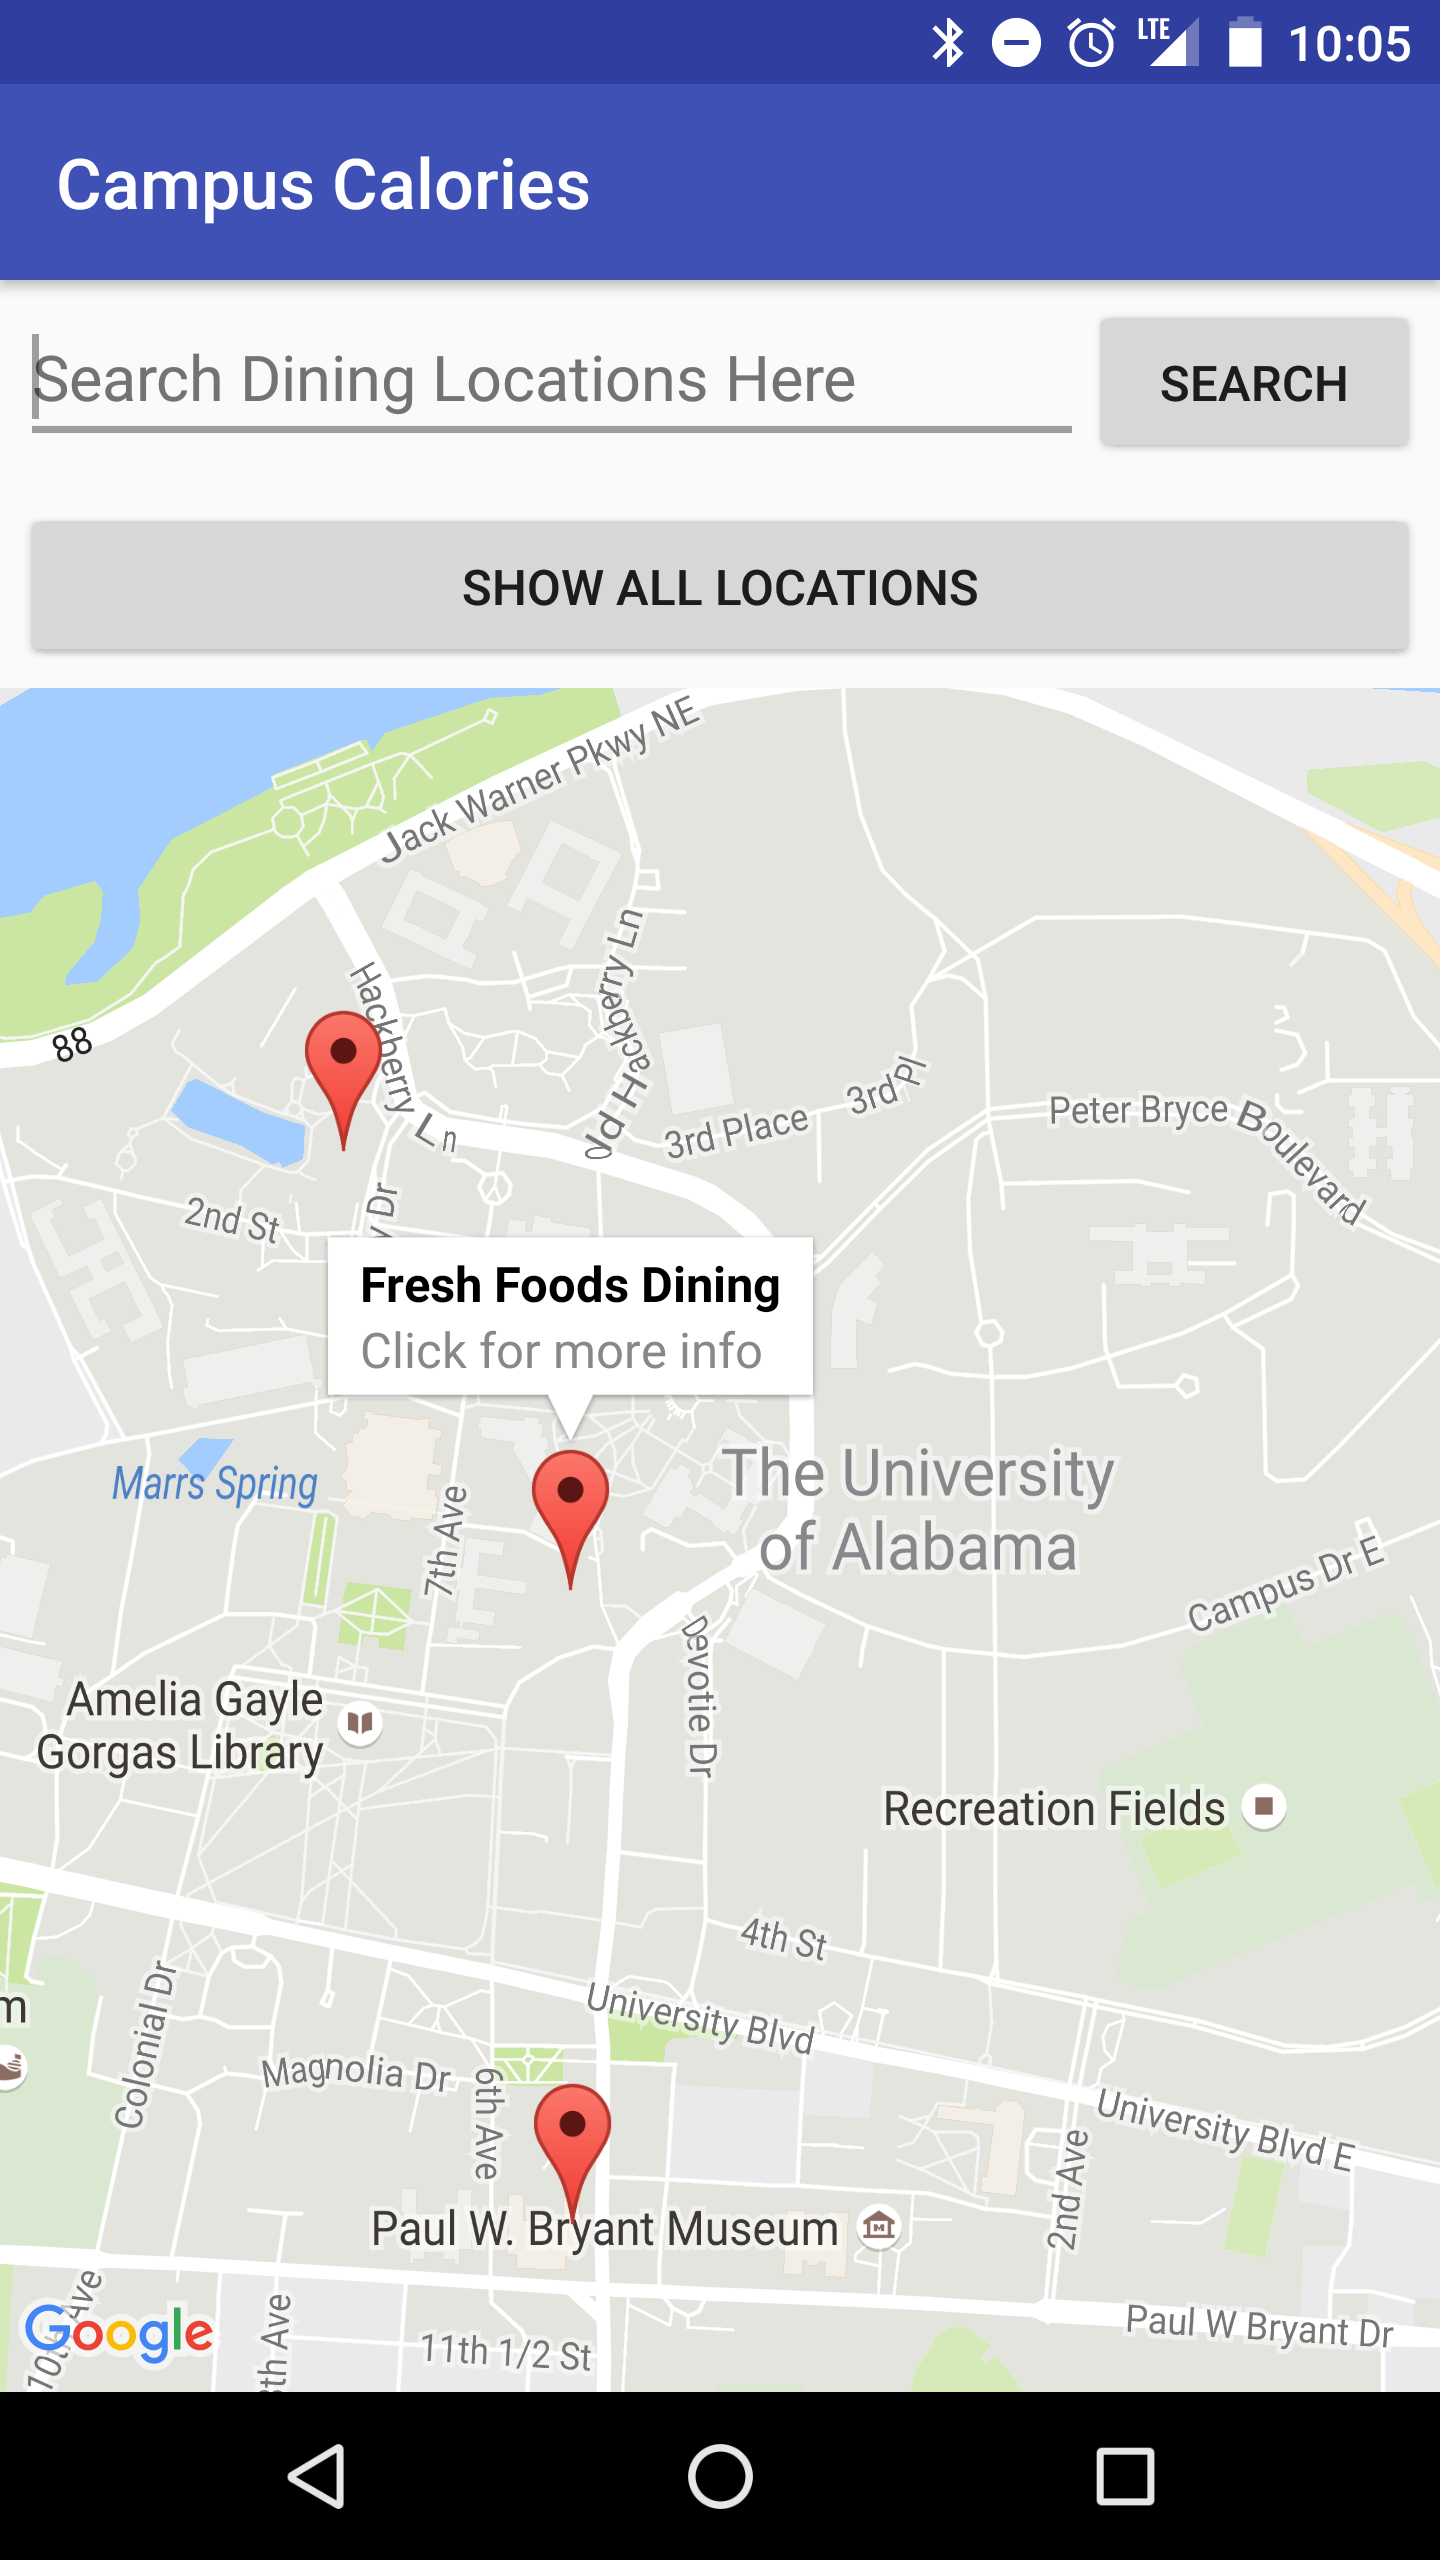 LTE 10:05
Campus Calories
Search Dining Locations Here
SEARCH
SHOW ALL LOCATIONS
Jack Warner Pkwy NE
88
Hackberry Ln
3rd Place
3rd Pl
Peter Bryce Boulevard
2nd St
Fresh Foods Dining
Click for more info
Marrs Spring
7th Ave
The University
of Alabama
Campus Dr E
Devotie Dr
Amelia Gayle
Gorgas Library
Recreation Fields
4th St
Colonial Dr
University Blvd
Magnolia Dr
6th Ave
University Blvd E
2nd Ave
Paul W. Bryant Museum
Paul W Bryant Dr
Google
11th 1/2 St